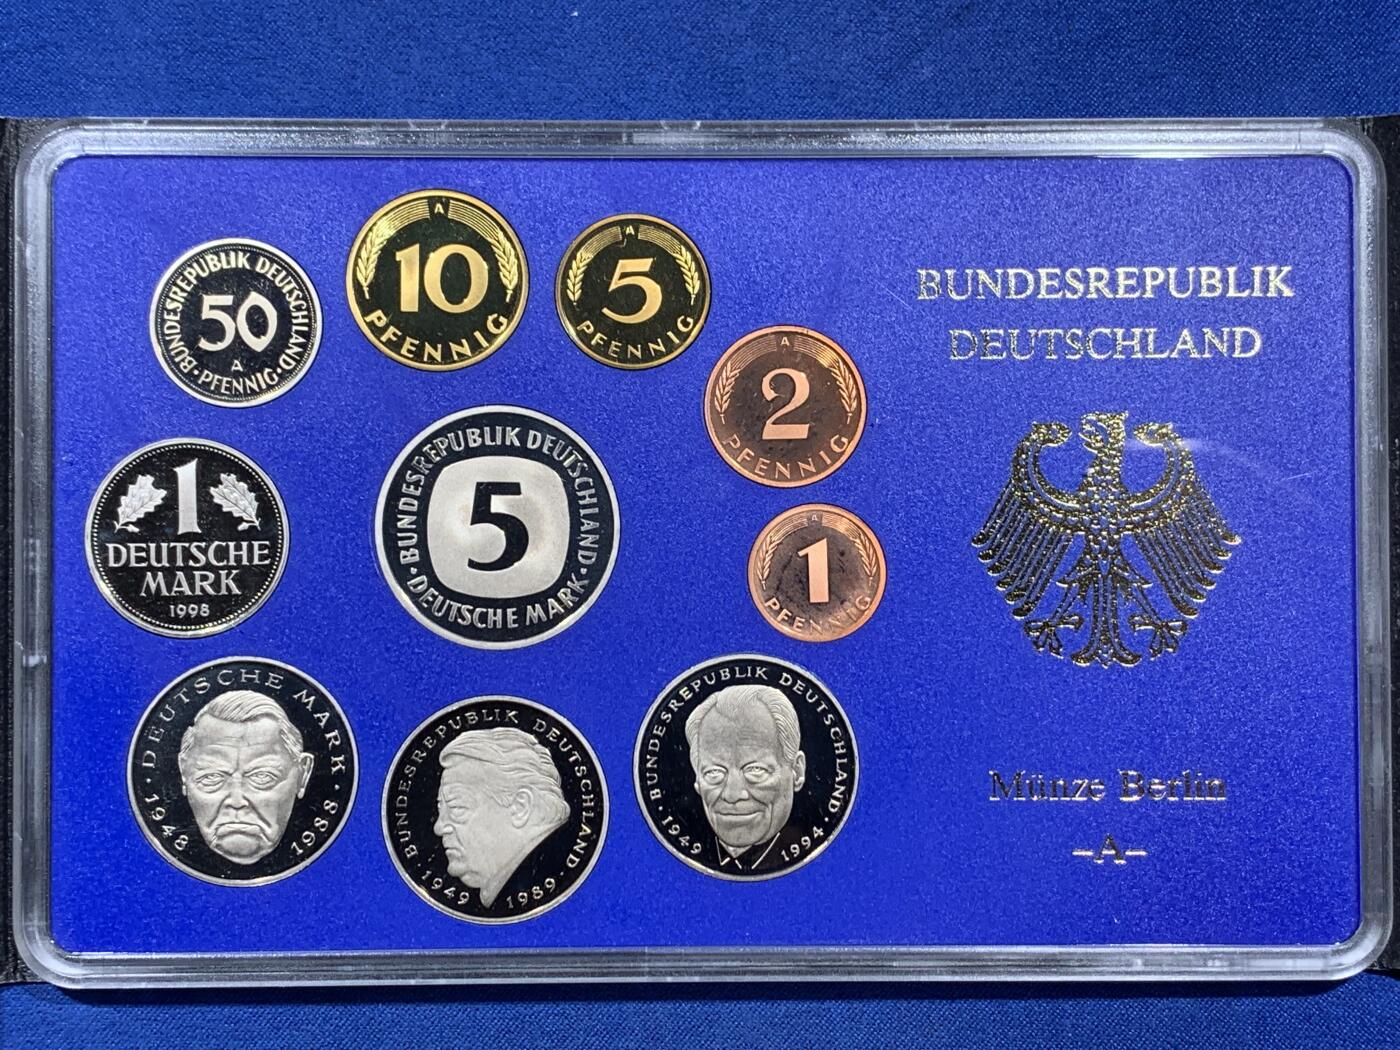 BUNDESREPUBLIK DEUTSCHLAND
50
A
· PFENNIG ·
A
10
PFENNIG
A
5
PFENNIG
A
2
PFENNIG
A
1
PFENNIG
1
DEUTSCHE
MARK
1998
· BUNDESREPUBLIK DEUTSCHLAND ·
5
DEUTSCHE MARK
· DEUTSCHE MARK ·
1948 1988
BUNDESREPUBLIK DEUTSCHLAND
· 1949 1989 ·
· BUNDESREPUBLIK DEUTSCHLAND ·
1949 1994
BUNDESREPUBLIK
DEUTSCHLAND
Münze Berlin
–A–